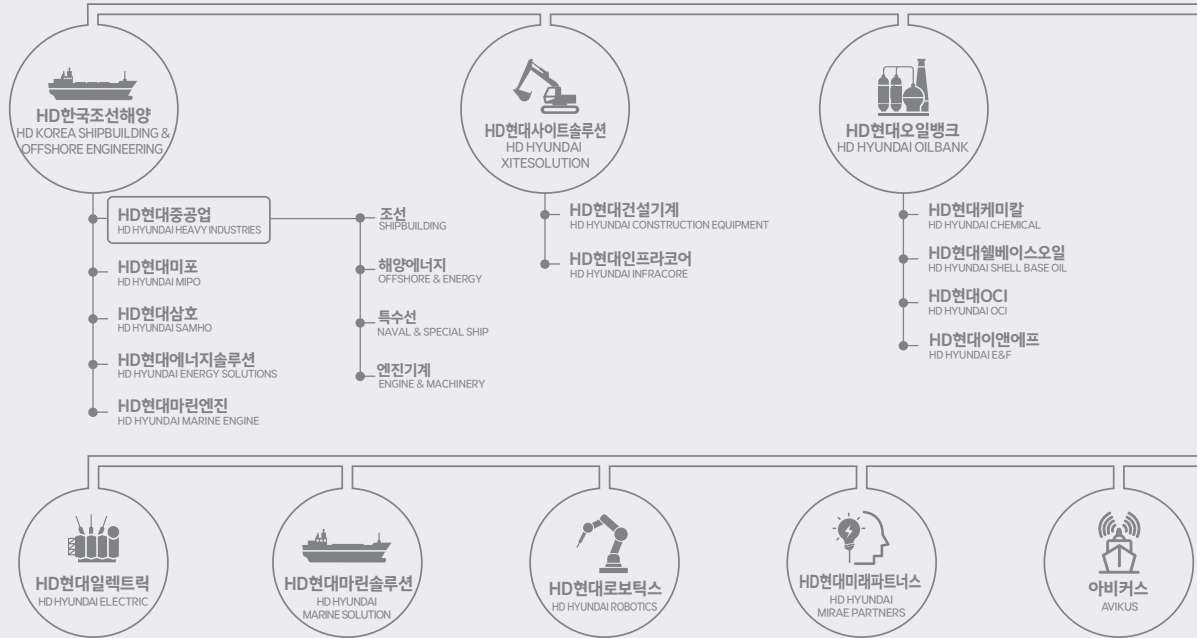 HD한국조선해양
HD KOREA SHIPBUILDING &
OFFSHORE ENGINEERING
HD현대중공업
HD HYUNDAI HEAVY INDUSTRIES
HD현대미포
HD HYUNDAI MIPO
HD현대삼호
HD HYUNDAI SAMHO
HD현대에너지솔루션
HD HYUNDAI ENERGY SOLUTIONS
HD현대마린엔진
HD HYUNDAI MARINE ENGINE
조선
SHIPBUILDING
해양에너지
OFFSHORE & ENERGY
특수선
NAVAL & SPECIAL SHIP
엔진기계
ENGINE & MACHINERY
HD현대사이트솔루션
HD HYUNDAI
XITESOLUTION
HD현대건설기계
HD HYUNDAI CONSTRUCTION EQUIPMENT
HD현대인프라코어
HD HYUNDAI INFRACORE
HD현대오일뱅크
HD HYUNDAI OILBANK
HD현대케미칼
HD HYUNDAI CHEMICAL
HD현대쉘베이스오일
HD HYUNDAI SHELL BASE OIL
HD현대OCI
HD HYUNDAI OCI
HD현대이앤에프
HD HYUNDAI E&F
HD현대일렉트릭
HD HYUNDAI ELECTRIC
HD현대마린솔루션
HD HYUNDAI
MARINE SOLUTION
HD현대로보틱스
HD HYUNDAI ROBOTICS
HD현대미래파트너스
HD HYUNDAI
MIRAE PARTNERS
아비커스
AVIKUS